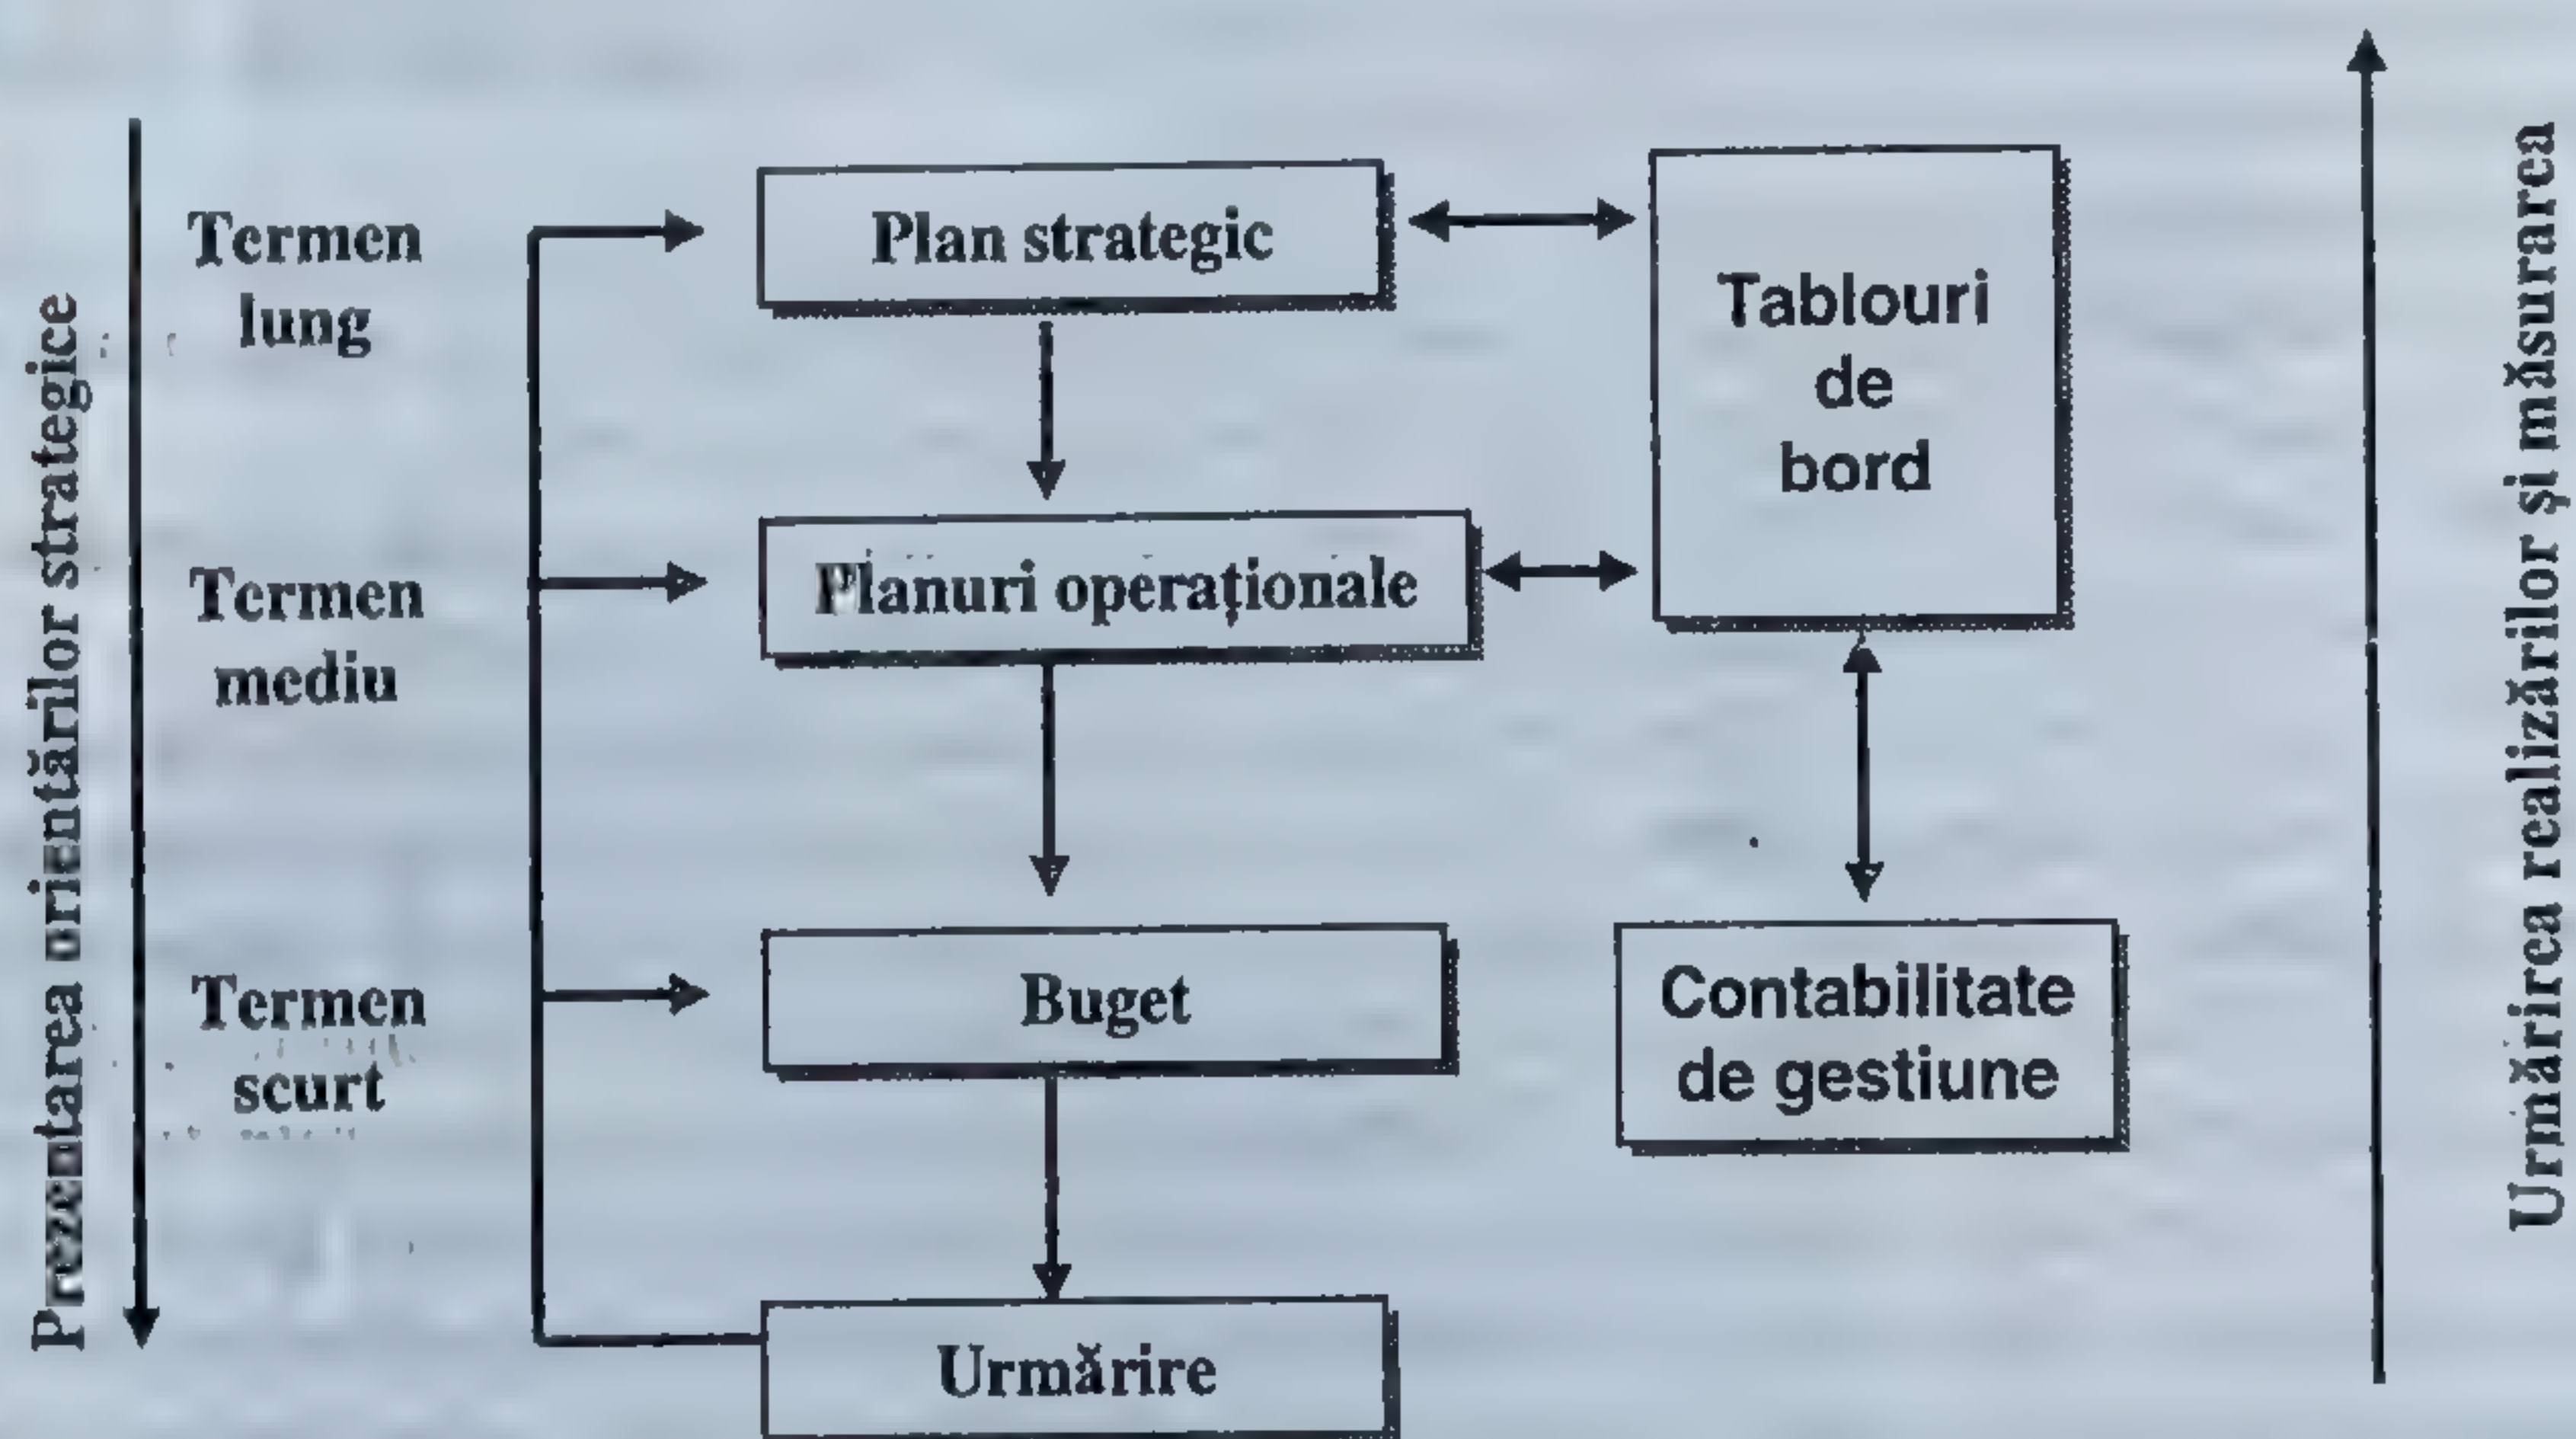 Prezentarea orientărilor strategice
Termen
lung
Termen
mediu
Termen
scurt
Plan strategic
Planuri operaționale
Buget
Urmărire
Tablouri
de
bord
Contabilitate
de gestiune
Urmărirea realizărilor și măsurarea